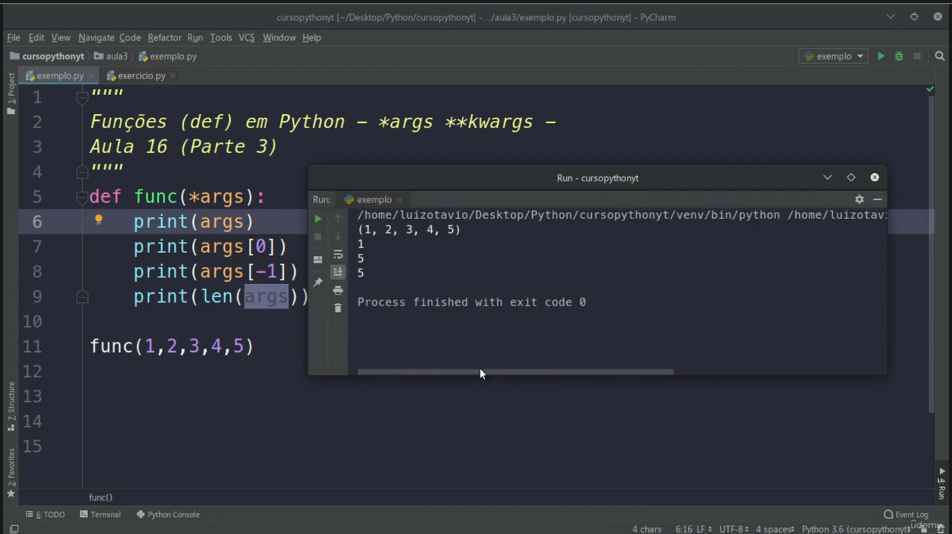 cursopythonyt [~/Desktop/Python/cursopythonyt] - .../aula3/exemplo.py [cursopythonyt] - PyCharm
File Edit View Navigate Code Refactor Run Tools VCS Window Help
cursopythonyt aula3 exemplo.py
exemplo
exemplo.py exercicio.py
1: Project
1 """
2 Funções (def) em Python - *args **kwargs -
3 Aula 16 (Parte 3)
4 """
5 def func(*args):
6 print(args)
7 print(args[0])
8 print(args[-1])
9 print(len(args))
10
11 func(1,2,3,4,5)
12
13
14
15
Run - cursopythonyt
Run: exemplo
/home/luizotavio/Desktop/Python/cursopythonyt/venv/bin/python /home/luizotavi
(1, 2, 3, 4, 5)
1
5
5
Process finished with exit code 0
7: Structure
2: Favorites
4: Run
func()
6: TODO Terminal Python Console
Event Log
4 chars 6:16 LF UTF-8 4 spaces Python 3.6 (cursopythonyt)
udemy